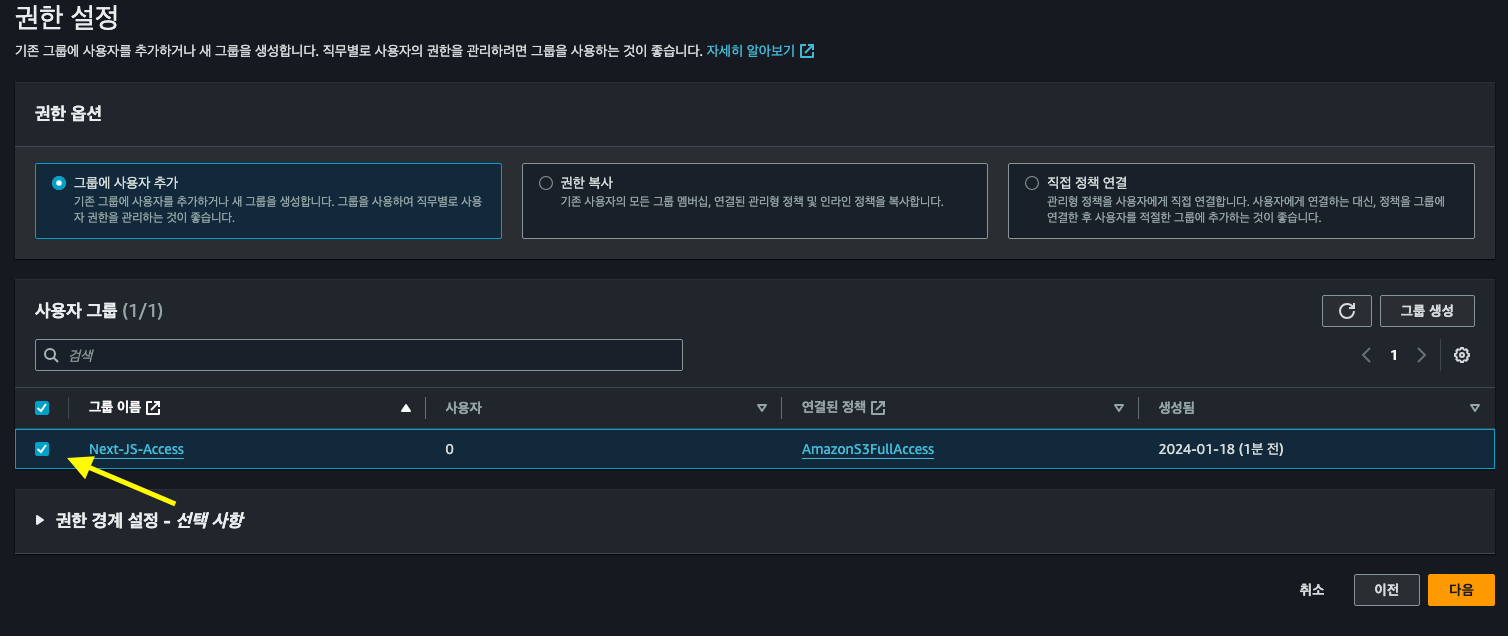 권한 설정
기존 그룹에 사용자를 추가하거나 새 그룹을 생성합니다. 직무별로 사용자의 권한을 관리하려면 그룹을 사용하는 것이 좋습니다. 자세히 알아보기
권한 옵션
그룹에 사용자 추가
기존 그룹에 사용자를 추가하거나 새 그룹을 생성합니다. 그룹을 사용하여 직무별로 사용
자 권한을 관리하는 것이 좋습니다.
권한 복사
기존 사용자의 모든 그룹 멤버십, 연결된 관리형 정책 및 인라인 정책을 복사합니다.
직접 정책 연결
관리형 정책을 사용자에게 직접 연결합니다. 사용자에게 연결하는 대신, 정책을 그룹에
연결한 후 사용자를 적절한 그룹에 추가하는 것이 좋습니다.
사용자 그룹 (1/1)
그룹 생성
검색
1
그룹 이름 사용자 연결된 정책 생성됨
Next-JS-Access 0 AmazonS3FullAccess 2024-01-18 (1분 전)
권한 경계 설정 - 선택 사항
취소 이전 다음